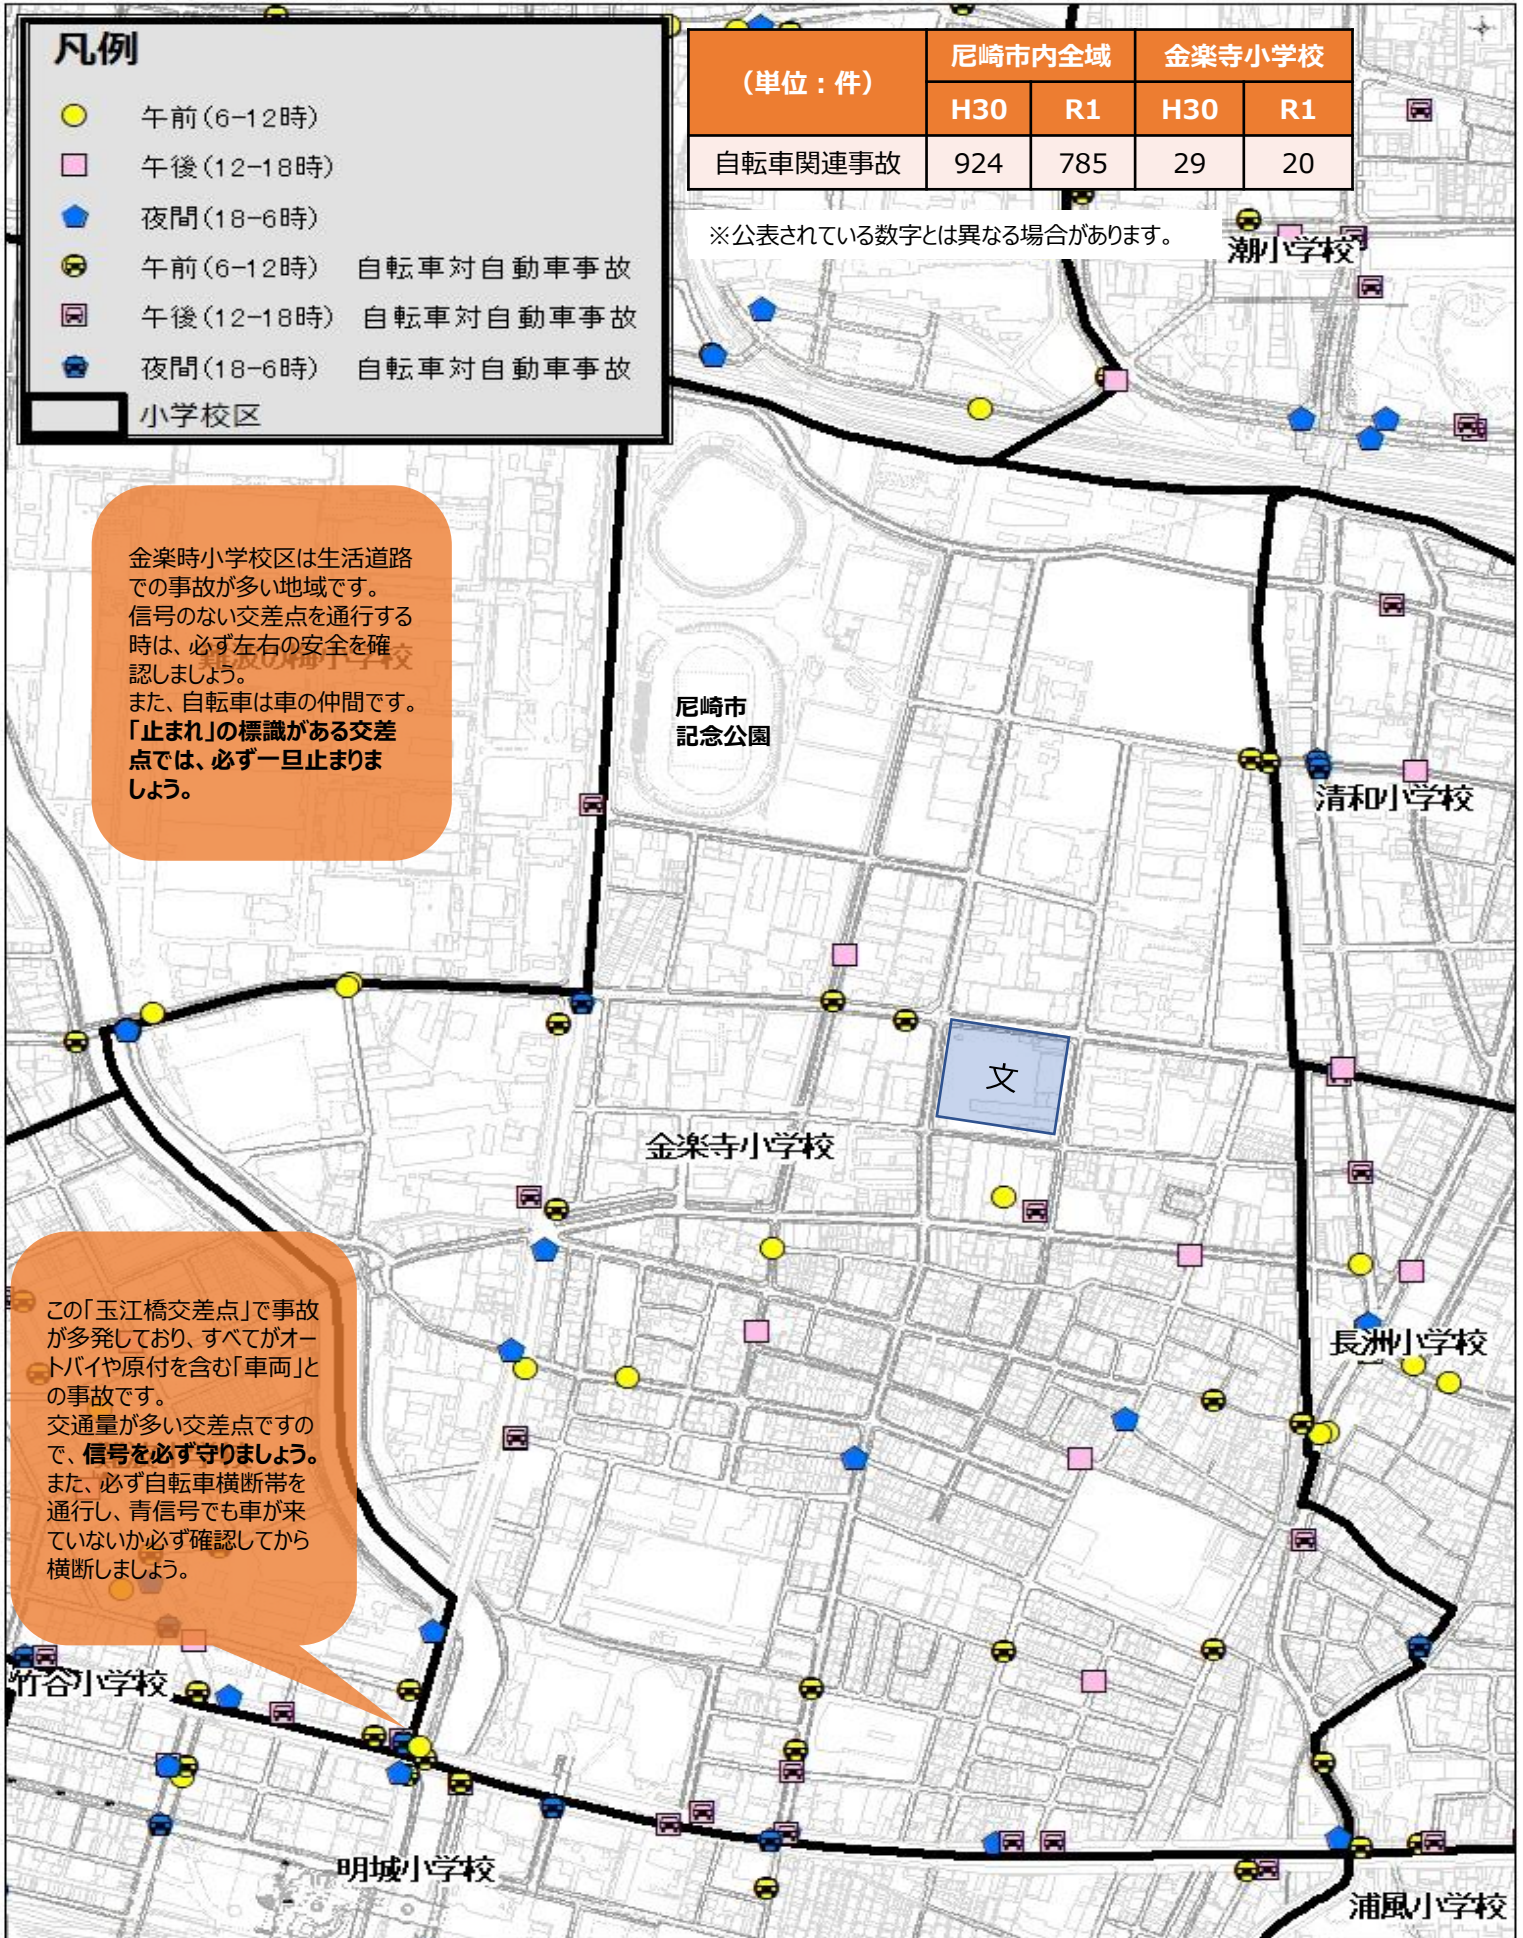 凡例
午前(6-12時)
午後(12-18時)
夜間(18-6時)
午前(6-12時) 自転車対自動車事故
午後(12-18時) 自転車対自動車事故
夜間(18-6時) 自転車対自動車事故
小学校区
(単位：件) 尼崎市内全域 金楽寺小学校
H30 R1 H30 R1
自転車関連事故 924 785 29 20
※公表されている数字とは異なる場合があります。
潮小学校
金楽時小学校区は生活道路
での事故が多い地域です。
信号のない交差点を通行する
時は、必ず左右の安全を確
認しましょう。
また、自転車は車の仲間です。
「止まれ」の標識がある交差
点では、必ず一旦止まりま
しょう。
難波の梅小学校
尼崎市
記念公園
清和小学校
文
金楽寺小学校
長洲小学校
この「玉江橋交差点」で事故
が多発しており、すべてがオー
トバイや原付を含む「車両」と
の事故です。
交通量が多い交差点ですの
で、信号を必ず守りましょう。
また、必ず自転車横断帯を
通行し、青信号でも車が来
ていないか必ず確認してから
横断しましょう。
竹谷小学校
明城小学校
浦風小学校